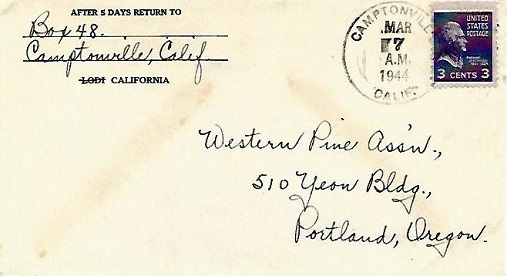 AFTER 5 DAYS RETURN TO
Box 48.
Camptonville, Calif
LODI CALIFORNIA
CAMPTONVILLE
MAR
7
A.M.
1944
CALIF.
UNITED
STATES
POSTAGE
3 CENTS 3
Western Pine Ass'n.,
510 Yeon Bldg.,
Portland, Oregon.